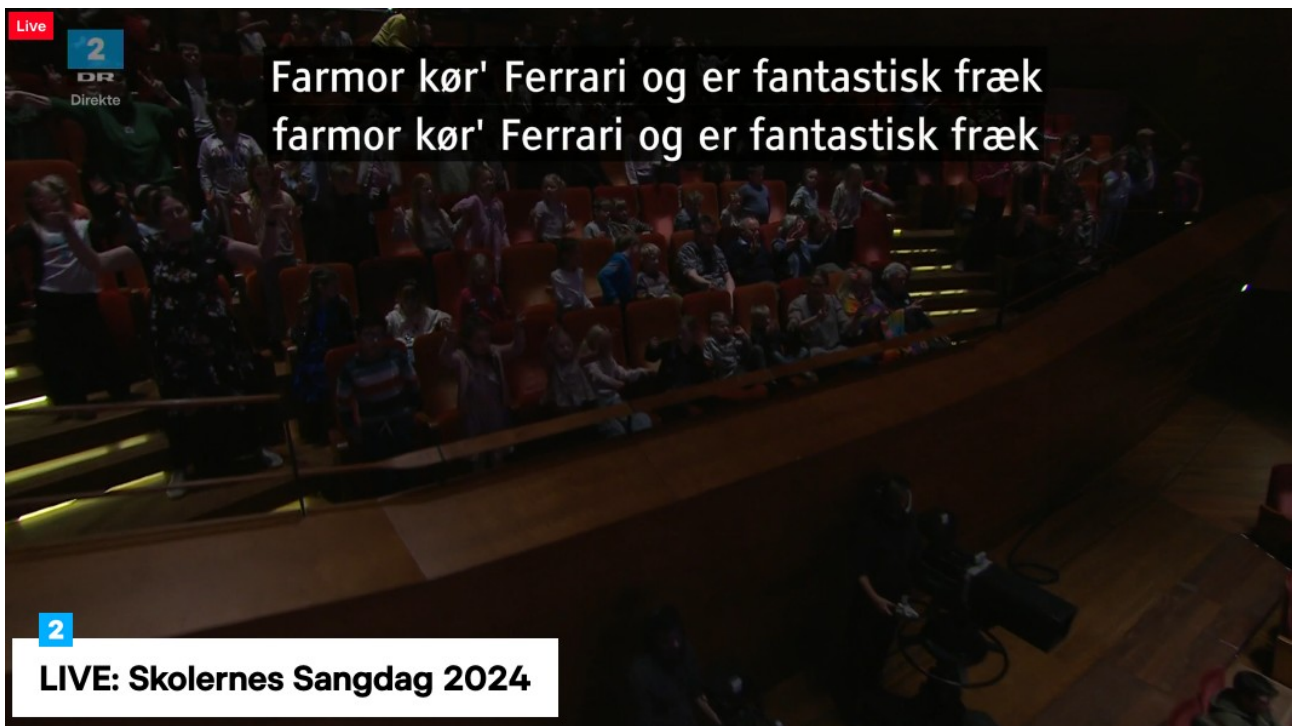 Live
2
DR
Direkte
Farmor kør' Ferrari og er fantastisk fræk
farmor kør' Ferrari og er fantastisk fræk
2
LIVE: Skolernes Sangdag 2024